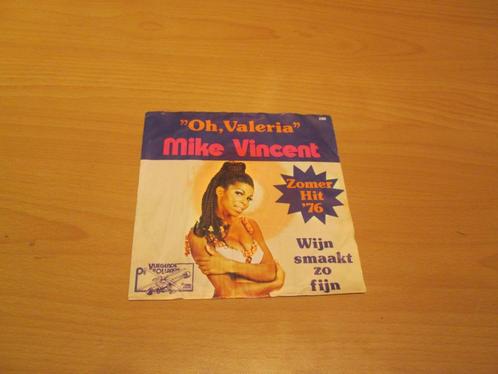 "Oh, Valeria"
Mike Vincent
Zomer
Hit
'76
Wijn
smaakt
zo
fijn